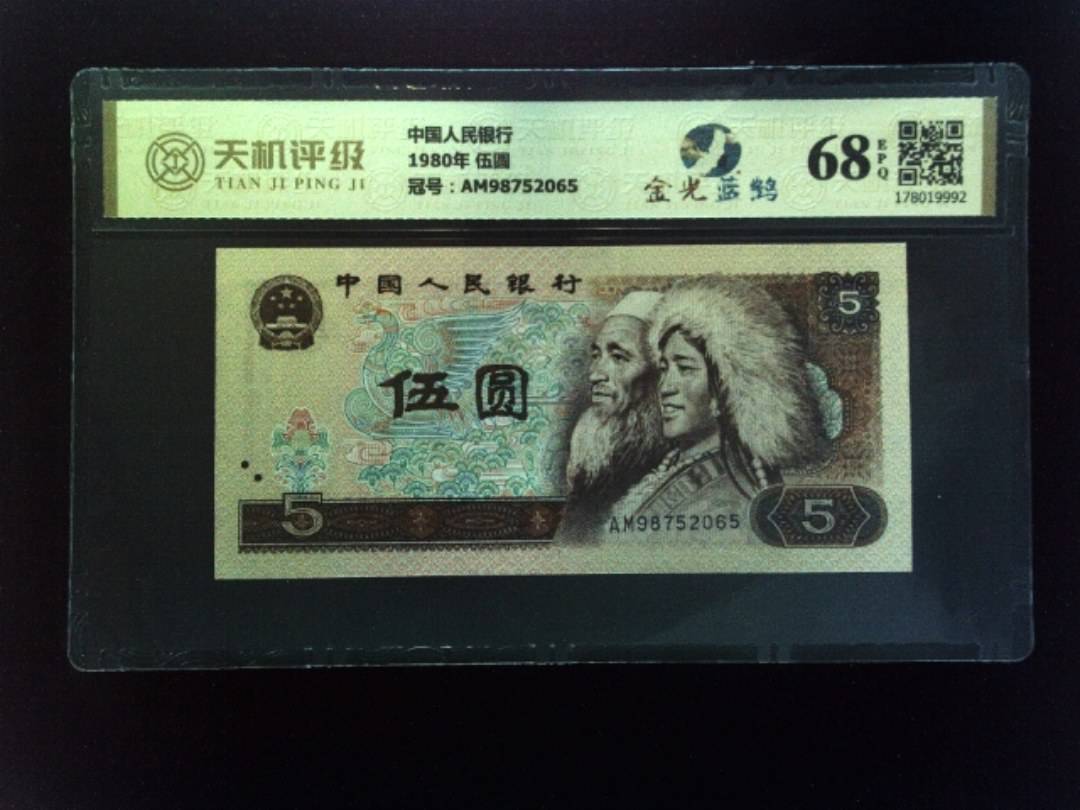 天机评级
TIAN JI PING JI
中国人民银行
1980年 伍圆
冠号：AM98752065
金光蓝鹤
68
EPQ
178019992
中国人民银行
5
伍圆
5
AM98752065
5